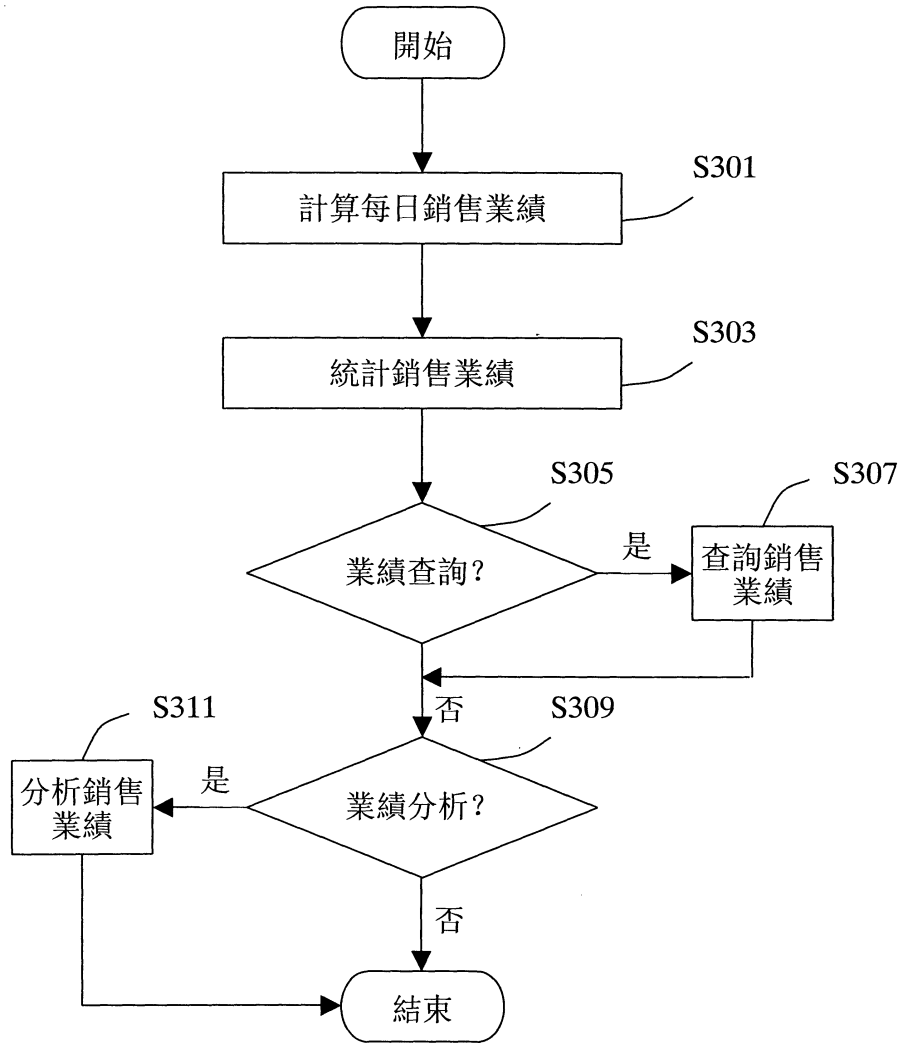 開始
S301
計算每日銷售業績
S303
統計銷售業績
S305
S307
業績查詢?
是
查詢銷售
業績
否
S311
S309
分析銷售
業績
是
業績分析?
否
結束